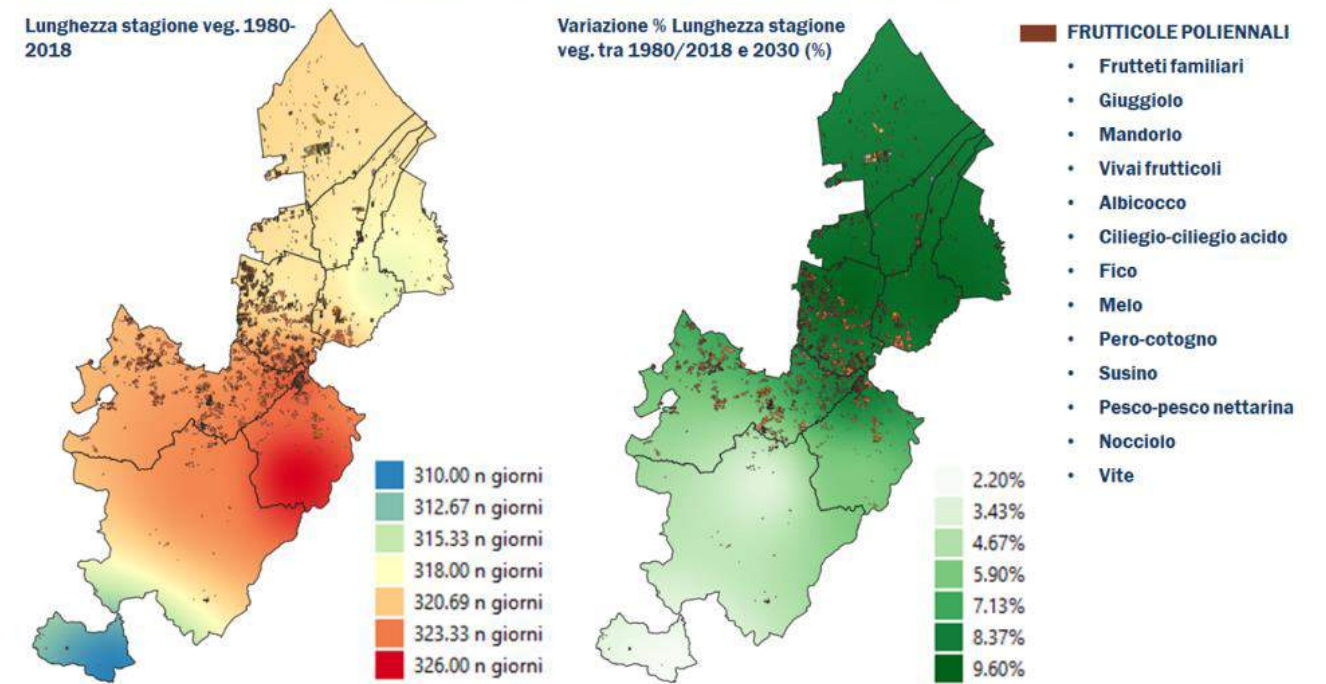 Lunghezza stagione veg. 1980-
2018
Variazione % Lunghezza stagione
veg. tra 1980/2018 e 2030 (%)
FRUTTICOLE POLIENNALI
• Frutteti familiari
• Giuggiolo
• Mandorlo
• Vivai frutticoli
• Albicocco
• Ciliegio-ciliegio acido
• Fico
• Melo
• Pero-cotogno
• Susino
• Pesco-pesco nettarina
• Nocciolo
• Vite
310.00 n giorni
312.67 n giorni
315.33 n giorni
318.00 n giorni
320.69 n giorni
323.33 n giorni
326.00 n giorni
2.20%
3.43%
4.67%
5.90%
7.13%
8.37%
9.60%